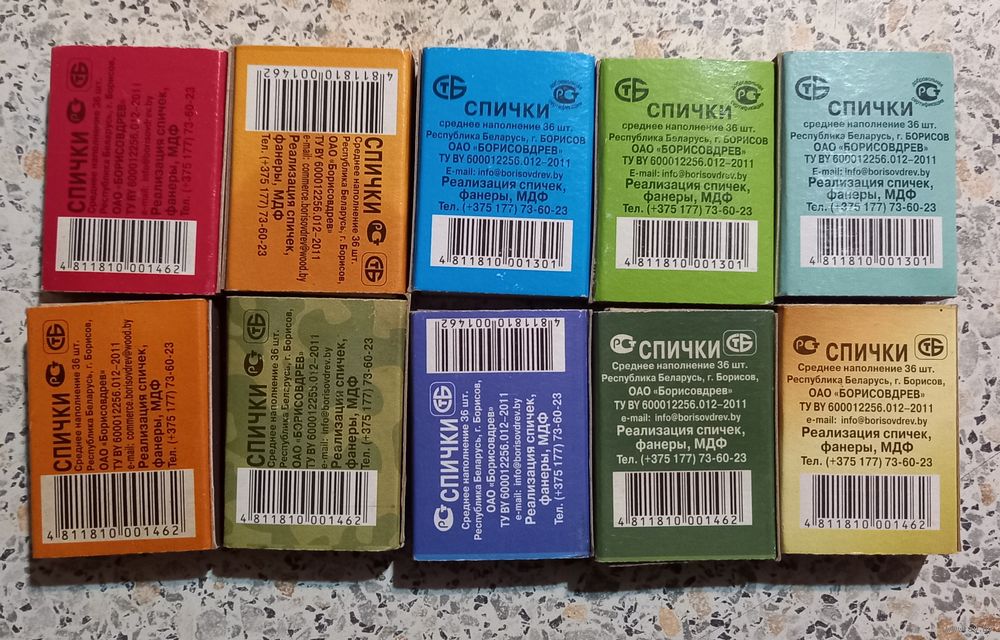 СПИЧКИ
Среднее наполнение 36 шт.
Республика Беларусь, г. Борисов,
ОАО «БОРИСОВДРЕВ»
ТУ BY 600012256.012-2011
e-mail: info@borisovdrev.by
Реализация спичек,
фанеры, МДФ
Тел. (+375 177) 73-60-23
4 811810 001462
4 811810 001462
СПИЧКИ
Среднее наполнение 36 шт.
Республика Беларусь, г. Борисов,
ОАО «Борисовдрев»
ТУ BY 600012256.012-2011
e-mail: commerce.borisovdrev@wood.by
Реализация спичек,
фанеры, МДФ
Тел. (+375 177) 73-60-23
СТБ
добровольная
сертификация
СПИЧКИ
среднее наполнение 36 шт.
Республика Беларусь, г. БОРИСОВ
ОАО «БОРИСОВДРЕВ»
ТУ BY 600012256.012-2011
E-mail: info@borisovdrev.by
Реализация спичек,
фанеры, МДФ
Тел. (+375 177) 73-60-23
4 811810 001301
СТБ
добровольная
сертификация
СПИЧКИ
среднее наполнение 36 шт.
Республика Беларусь, г. БОРИСОВ
ОАО «БОРИСОВДРЕВ»
ТУ BY 600012256.012-2011
E-mail: info@borisovdrev.by
Реализация спичек,
фанеры, МДФ
Тел. (+375 177) 73-60-23
4 811810 001301
СТБ
добровольная
сертификация
СПИЧКИ
среднее наполнение 36 шт.
Республика Беларусь, г. БОРИСОВ
ОАО «БОРИСОВДРЕВ»
ТУ BY 600012256.012-2011
E-mail: info@borisovdrev.by
Реализация спичек,
фанеры, МДФ
Тел. (+375 177) 73-60-23
4 811810 001301
СПИЧКИ
Среднее наполнение 36 шт.
Республика Беларусь, г. Борисов,
ОАО «Борисовдрев»
ТУ BY 600012256.012-2011
e-mail: commerce.borisovdrev@wood.by
Реализация спичек,
фанеры, МДФ
Тел. (+375 177) 73-60-23
4 811810 001462
СПИЧКИ
Среднее наполнение 36 шт.
Республика Беларусь, г. Борисов,
ОАО «БОРИСОВДРЕВ»
ТУ BY 600012256.012-2011
e-mail: info@borisovdrev.by
Реализация спичек,
фанеры, МДФ
Тел. (+375 177) 73-60-23
4 811810 001462
4 811810 001462
СПИЧКИ
Среднее наполнение 36 шт.
Республика Беларусь, г. Борисов,
ОАО «БОРИСОВДРЕВ»
ТУ BY 600012256.012-2011
e-mail: info@borisovdrev.by
Реализация спичек,
фанеры, МДФ
Тел. (+375 177) 73-60-23
СПИЧКИ СТБ
Среднее наполнение 36 шт.
Республика Беларусь, г. Борисов,
ОАО «БОРИСОВДРЕВ»
ТУ BY 600012256.012-2011
e-mail: info@borisovdrev.by
Реализация спичек,
фанеры, МДФ
Тел. (+375 177) 73-60-23
4 811810 001462
СПИЧКИ СТБ
Среднее наполнение 36 шт.
Республика Беларусь, г. Борисов,
ОАО «БОРИСОВДРЕВ»
ТУ BY 600012256.012-2011
e-mail: info@borisovdrev.by
Реализация спичек,
фанеры, МДФ
Тел. (+375 177) 73-60-23
4 811810 001462